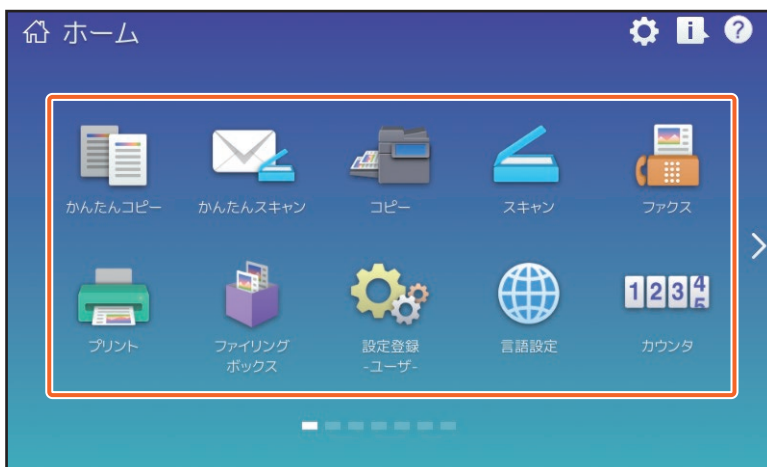 ホーム
かんたんコピー
かんたんスキャン
コピー
スキャン
ファクス
プリント
ファイリング
ボックス
設定登録
-ユーザ-
言語設定
1234
カウンタ